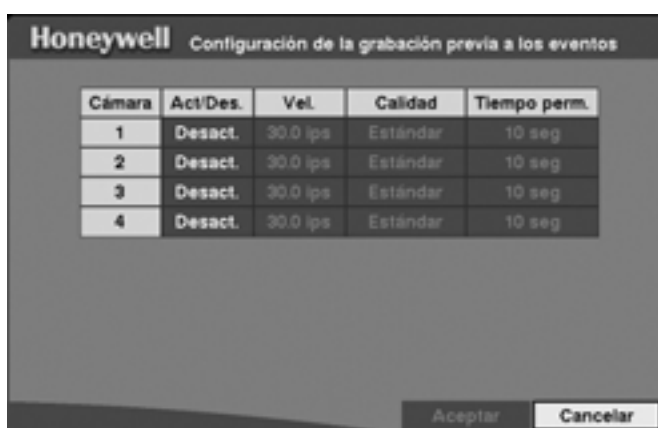 Honeywell Configuración de la grabación previa a los eventos
Cámara Act/Des. Vel. Calidad Tiempo perm.
1 Desact. 30.0 ips Estándar 10 seg
2 Desact. 30.0 ips Estándar 10 seg
3 Desact. 30.0 ips Estándar 10 seg
4 Desact. 30.0 ips Estándar 10 seg
Aceptar Cancelar